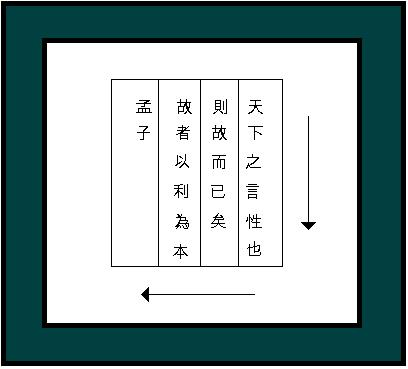 天下之言性也
則故而已矣
故者以利為本
孟子